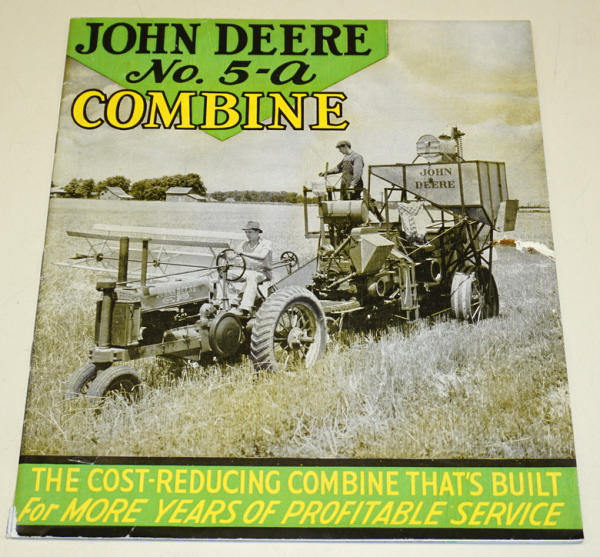 JOHN DEERE
No. 5-a
COMBINE
JOHN
DEERE
THE COST-REDUCING COMBINE THAT'S BUILT
For MORE YEARS OF PROFITABLE SERVICE